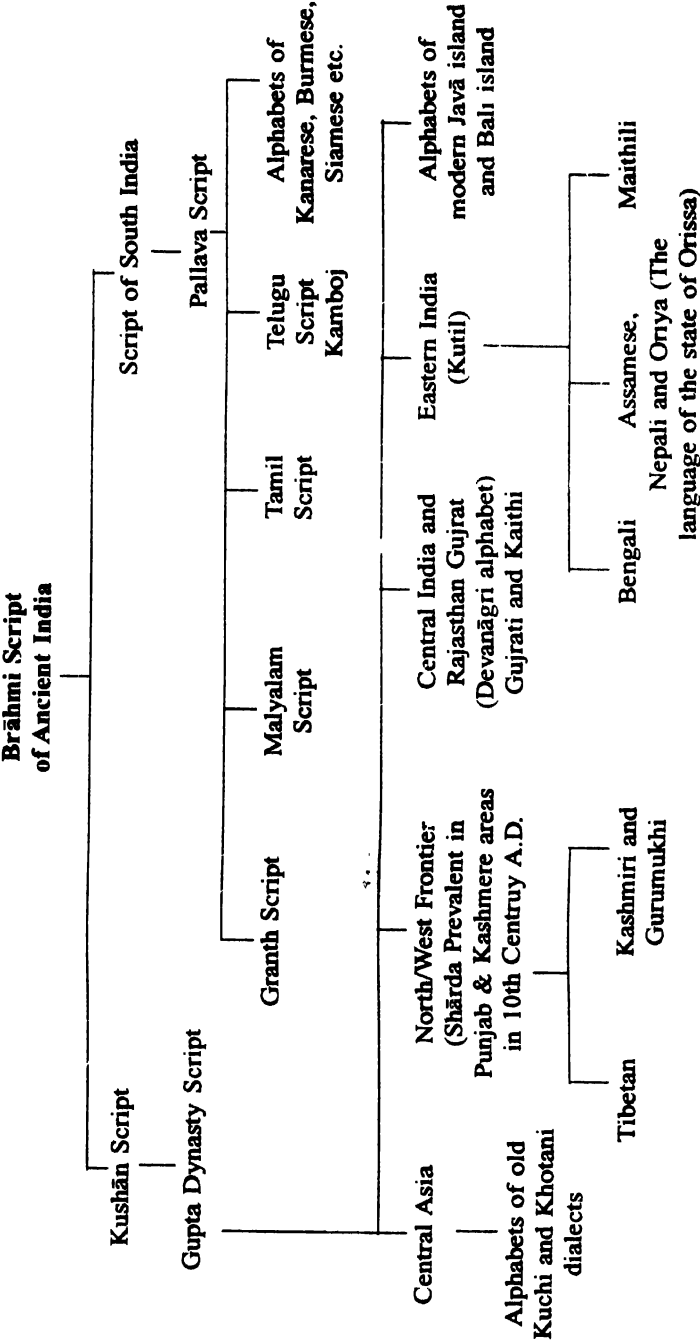 Brāhmi Script
of Ancient India
Kushān Script
Script of South India
Gupta Dynasty Script
Pallava Script
Granth Script
Malyalam
Script
Tamil
Script
Telugu
Script
Kamboj
Alphabets of
Kanarese, Burmese,
Siamese etc.
Central Asia
North/West Frontier
(Shārda Prevalent in
Punjab & Kashmere areas
in 10th Centruy A.D.
Central India and
Rajasthan Gujrat
(Devanāgri alphabet)
Gujrati and Kaithi
Eastern India
(Kutil)
Alphabets of
modern Javā island
and Balı island
Alphabets of old
Kuchi and Khotani
dialects
Tibetan
Kashmiri and
Gurumukhi
Bengali
Assamese,
Nepali and Orıya (The
language of the state of Orissa)
Maithili